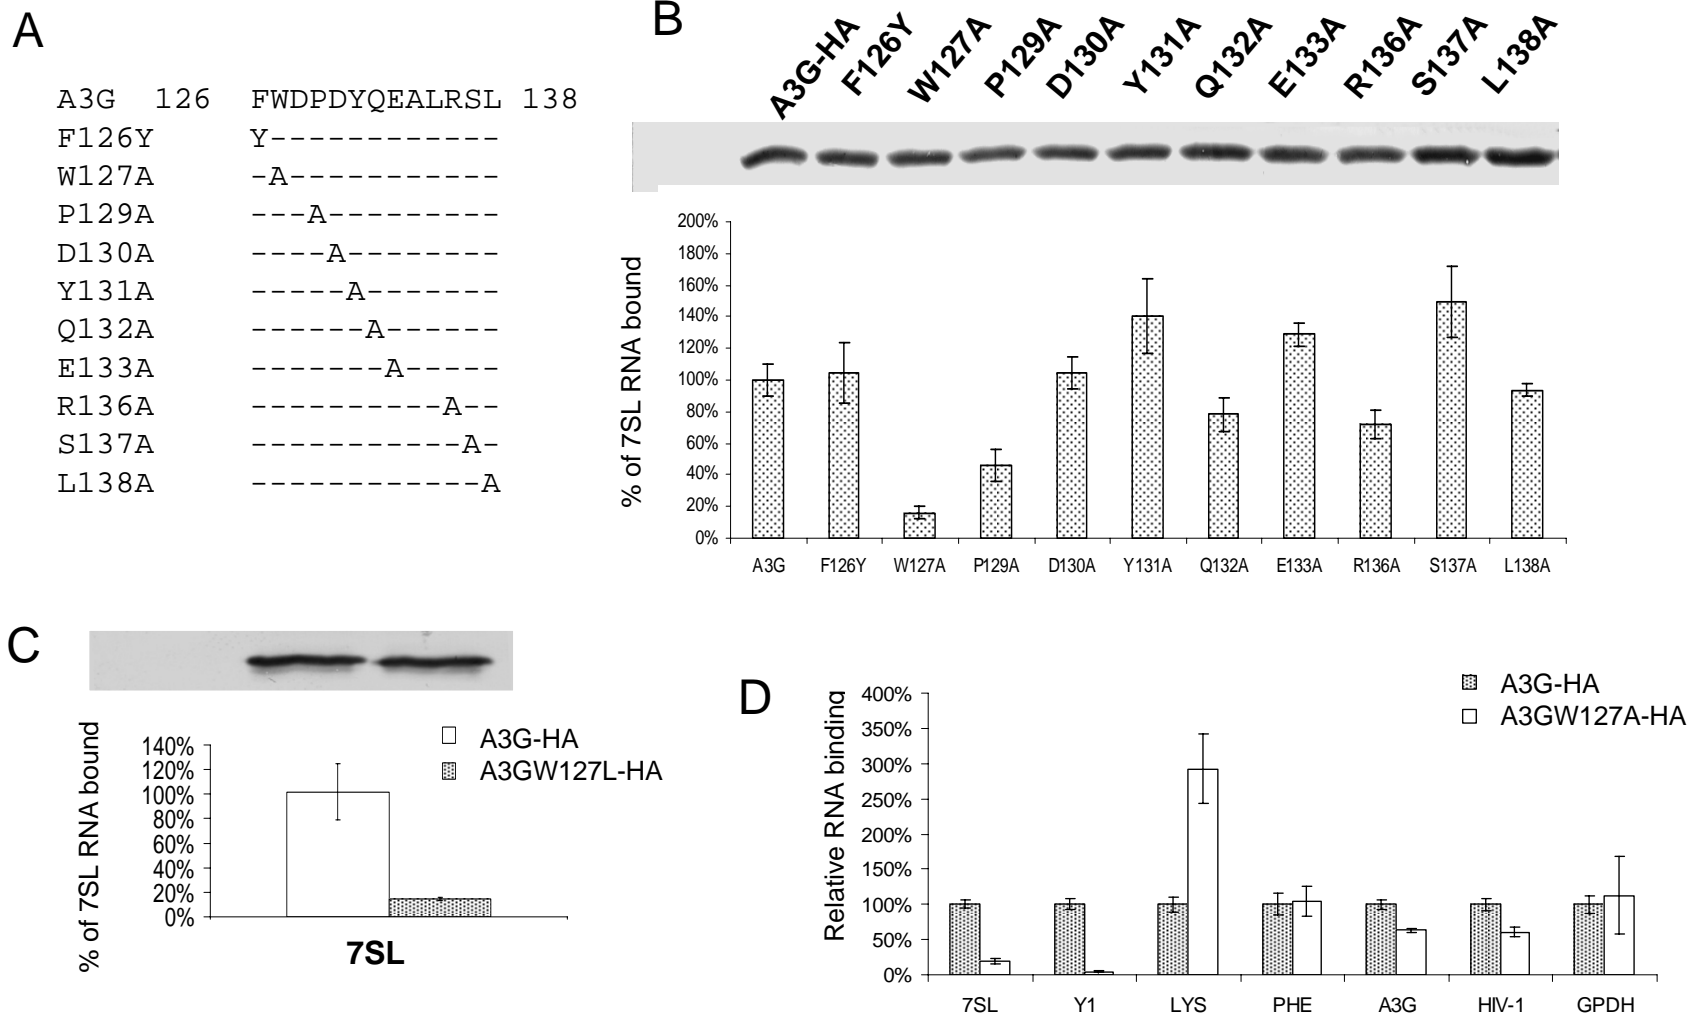 A
A3G 126 FWDPDYQEALRSL 138
F126Y Y------------
W127A -A-----------
P129A ---A---------
D130A ----A--------
Y131A -----A-------
Q132A ------A------
E133A -------A-----
R136A ----------A--
S137A -----------A-
L138A ------------A
B
A3G-HA F126Y W127A P129A D130A Y131A Q132A E133A R136A S137A L138A
% of 7SL RNA bound
200%
180%
160%
140%
120%
100%
80%
60%
40%
20%
0%
A3G F126Y W127A P129A D130A Y131A Q132A E133A R136A S137A L138A
C
% of 7SL RNA bound
140%
120%
100%
80%
60%
40%
20%
0%
A3G-HA
A3GW127L-HA
7SL
D
Relative RNA binding
400%
350%
300%
250%
200%
150%
100%
50%
0%
A3G-HA
A3GW127A-HA
7SL Y1 LYS PHE A3G HIV-1 GPDH